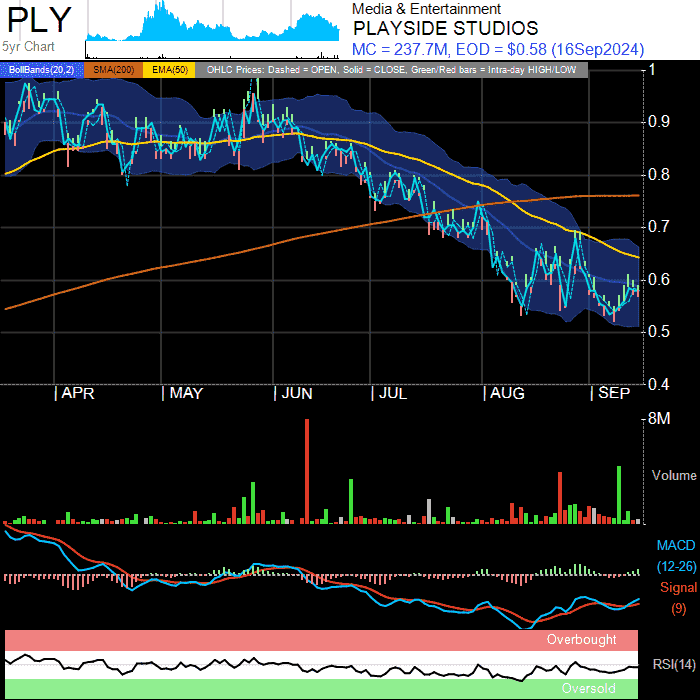 PLY
5yr Chart
Media & Entertainment
PLAYSIDE STUDIOS
MC = 237.7M, EOD = $0.58 (16Sep2024)
BollBands(20,2) SMA(200) EMA(50) OHLC Prices: Dashed = OPEN, Solid = CLOSE, Green/Red bars = Intra-day HIGH/LOW
1
0.9
0.8
0.7
0.6
0.5
0.4
APR MAY JUN JUL AUG SEP
8M
Volume
MACD
(12-26)
Signal
(9)
Overbought
RSI(14)
Oversold